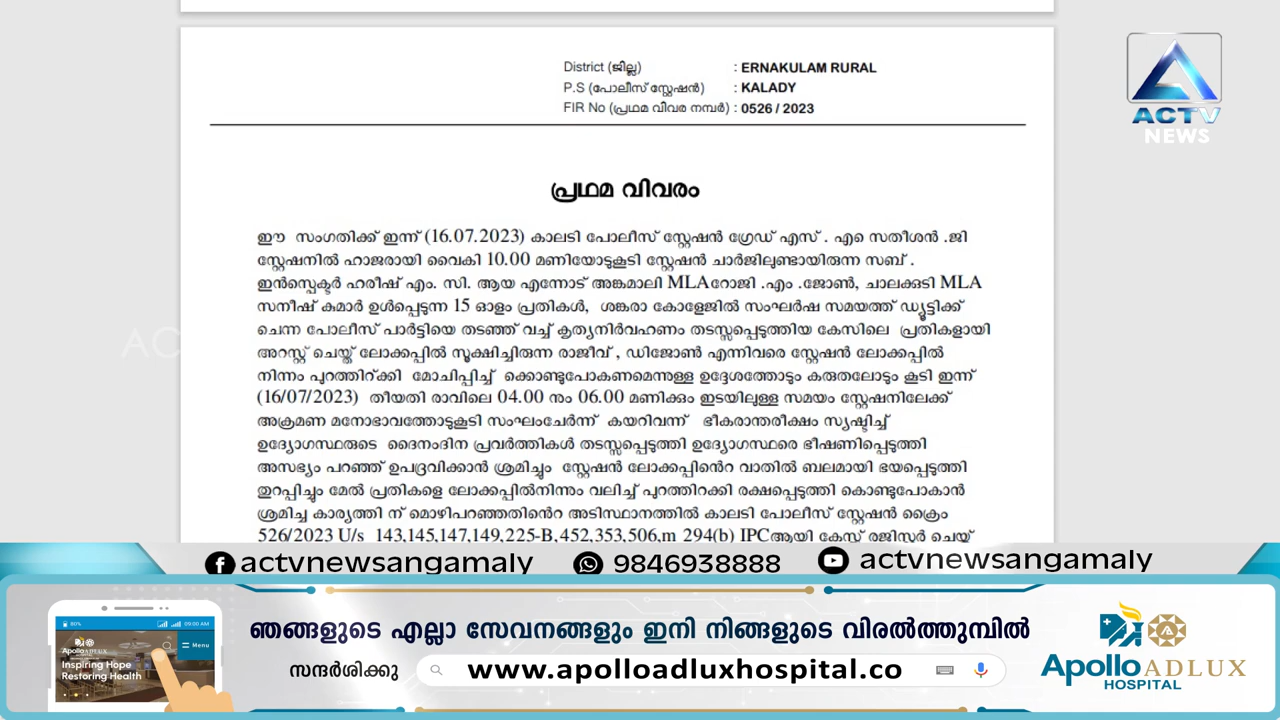 District (ജില്ല) : ERNAKULAM RURAL
P.S (പോലീസ് സ്റ്റേഷൻ) : KALADY
FIR No (പ്രഥമ വിവര നമ്പർ) : 0526 / 2023
ACTV
NEWS
പ്രഥമ വിവരം
ഈ സംഗതിക്ക് ഇന്ന് (16.07.2023) കാലടി പോലീസ് സ്റ്റേഷൻ ഗ്രേഡ് എസ് . എെ സതീശൻ .ജി
സ്റ്റേഷനിൽ ഹാജരായി വൈകി 10.00 മണിയോടുകൂടി സ്റ്റേഷൻ ചാർജിലുണ്ടായിരുന്ന സബ് .
ഇൻസ്പെക്ടർ ഹരീഷ് എം. സി. ആയ എന്നോട് അങ്കമാലി MLAറോജി .എം .ജോൺ, ചാലക്കുടി MLA
സനീഷ് കുമാർ ഉൾപ്പെടുന്ന 15 ഓളം പ്രതികൾ, ശങ്കരാ കോളേജിൽ സംഘർഷ സമയത്ത് ഡ്യൂട്ടിക്ക്
ചെന്ന പോലീസ് പാർട്ടിയെ തടഞ്ഞ് വച്ച് കൃത്യനിർവഹണം തടസ്സപ്പെടുത്തിയ കേസിലെ പ്രതികളായി
അറസ്റ്റ് ചെയ്ത് ലോക്കപ്പിൽ സൂക്ഷിച്ചിരുന്ന രാജീവ് , ഡിജോൺ എന്നിവരെ സ്റ്റേഷൻ ലോക്കപ്പിൽ
നിന്നം പുറത്തിറ്ക്കി മോചിപ്പിച്ച് ക്കൊണ്ടുപോകണമെന്നുള്ള ഉദ്ദേശത്തോടും കരുതലോടും കൂടി ഇന്ന്
(16/07/2023) തീയതി രാവിലെ 04.00 നും 06.00 മണിക്കും ഇടയിലുള്ള സമയം സ്റ്റേഷനിലേക്ക്
അക്രമണ മനോഭാവത്തോടുകൂടി സംഘംചേർന്ന് കയറിവന്ന് ഭീകരാന്തരീക്ഷം സൃഷ്ടിച്ച്
ഉദ്യോഗസ്ഥരുടെ ദൈനംദിന പ്രവർത്തികൾ തടസ്സപ്പെടുത്തി ഉദ്യോഗസ്ഥരെ ഭീഷണിപ്പെടുത്തി
അസഭ്യം പറഞ്ഞ് ഉപദ്രവിക്കാൻ ശ്രമിച്ചും സ്റ്റേഷൻ ലോക്കപ്പിൻെറ വാതിൽ ബലമായി ഭയപ്പെടുത്തി
തുറപ്പിച്ചും മേൽ പ്രതികളെ ലോക്കപ്പിൽനിന്നും വലിച്ച് പുറത്തിറക്കി രക്ഷപ്പെടുത്തി കൊണ്ടുപോകാൻ
ശ്രമിച്ച കാര്യത്തി ന് മൊഴിപറഞ്ഞതിൻെറ അടിസ്ഥാനത്തിൽ കാലടി പോലീസ് സ്റ്റേഷൻ ക്രൈം
526/2023 U/s 143,145,147,149,225-B,452,353,506,m 294(b) IPCആയി കേസ് രജിസ്റർ ചെയ്ത്
actvnewsangamaly 9846938888 actvnewsangamaly
ഞങ്ങളുടെ എല്ലാ സേവനങ്ങളും ഇനി നിങ്ങളുടെ വിരൽത്തുമ്പിൽ
സന്ദർശിക്കു www.apolloadluxhospital.co
80% 09:00 AM
Apollo ADLUX
Menu
Inspiring Hope
Restoring Health
Apollo ADLUX
HOSPITAL